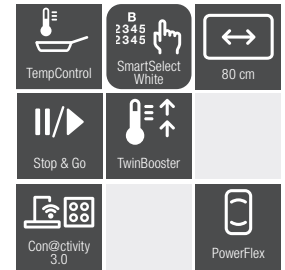 TempControl
B
2345
2345
SmartSelect
White
80 cm
Stop & Go
TwinBooster
Con@ctivity
3.0
PowerFlex